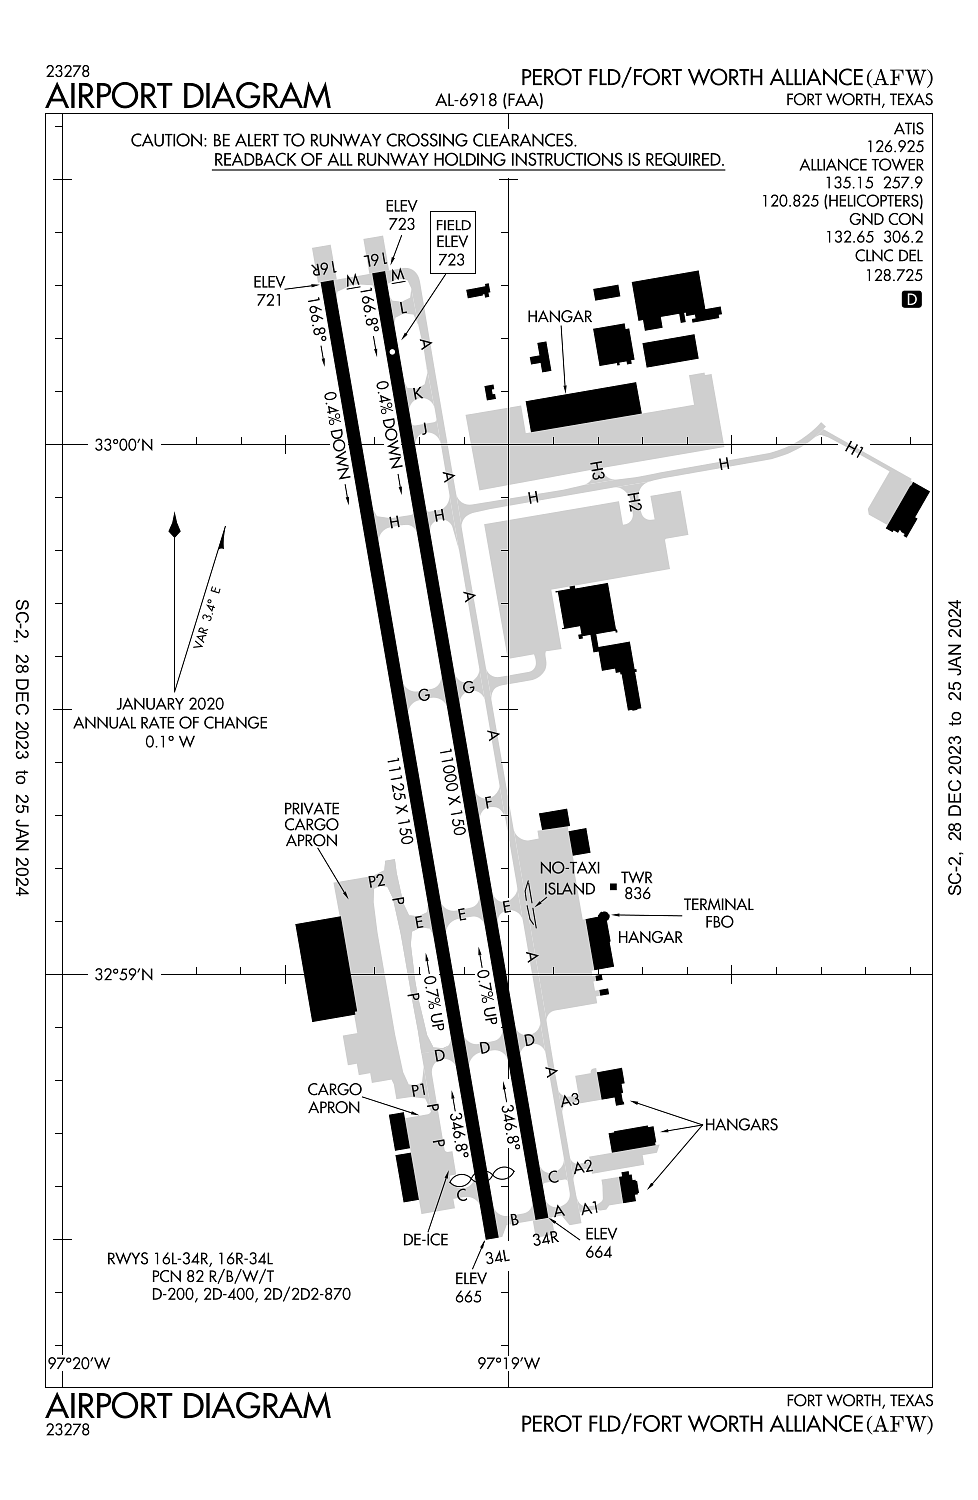 23278
AIRPORT DIAGRAM
AL-6918 (FAA)
PEROT FLD/FORT WORTH ALLIANCE(AFW)
FORT WORTH, TEXAS
CAUTION: BE ALERT TO RUNWAY CROSSING CLEARANCES.
READBACK OF ALL RUNWAY HOLDING INSTRUCTIONS IS REQUIRED.
ATIS
126.925
ALLIANCE TOWER
135.15 257.9
120.825 (HELICOPTERS)
GND CON
132.65 306.2
CLNC DEL
128.725
D
ELEV
723
FIELD
ELEV
723
ELEV
721
16R
16L
W
W
166.8°
166.8°
L
A
K
J
HANGAR
0.4% DOWN
0.4% DOWN
33°00'N
A
H
H
H
H3
H2
H
H1
VAR 3.4° E
JANUARY 2020
ANNUAL RATE OF CHANGE
0.1° W
A
G
G
A
11125 X 150
11000 X 150
F
PRIVATE
CARGO
APRON
P2
P
E
E
E
NO-TAXI
ISLAND
TWR
836
TERMINAL
FBO
HANGAR
A
32°59'N
P
0.7% UP
0.7% UP
D
D
D
A
CARGO
APRON
P1
P
P
346.8°
346.8°
A3
HANGARS
A2
C
C
A1
A
B
DE-ICE
34L
34R
ELEV
664
ELEV
665
RWYS 16L-34R, 16R-34L
PCN 82 R/B/W/T
D-200, 2D-400, 2D/2D2-870
97°20'W
97°19'W
SC-2, 28 DEC 2023 to 25 JAN 2024
SC-2, 28 DEC 2023 to 25 JAN 2024
AIRPORT DIAGRAM
23278
FORT WORTH, TEXAS
PEROT FLD/FORT WORTH ALLIANCE(AFW)